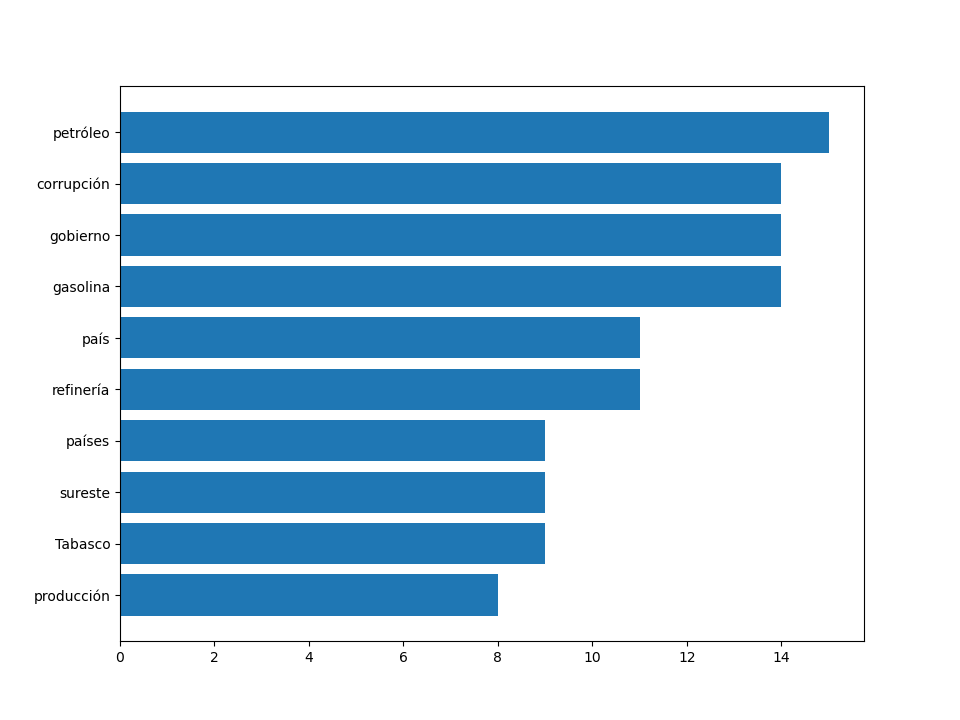 petróleo
corrupción
gobierno
gasolina
país
refinería
países
sureste
Tabasco
producción
0 2 4 6 8 10 12 14